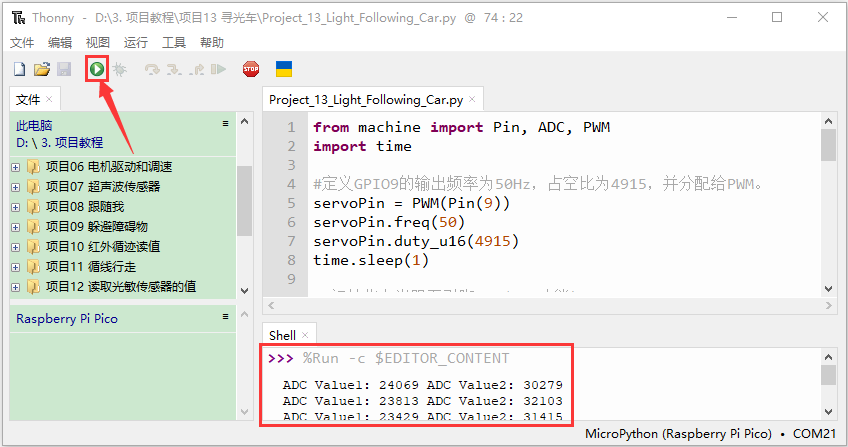 Thonny - D:\3. 项目教程\项目13 寻光车\Project_13_Light_Following_Car.py @ 74 : 22
文件 编辑 视图 运行 工具 帮助
STOP
文件
此电脑
D: \ 3. 项目教程
项目06 电机驱动和调速
项目07 超声波传感器
项目08 跟随我
项目09 躲避障碍物
项目10 红外循迹读值
项目11 循线行走
项目12 读取光敏传感器的值
Raspberry Pi Pico
Project_13_Light_Following_Car.py
1 from machine import Pin, ADC, PWM
2 import time
3
4 #定义GPIO9的输出频率为50Hz，占空比为4915，并分配给PWM。
5 servoPin = PWM(Pin(9))
6 servoPin.freq(50)
7 servoPin.duty_u16(4915)
8 time.sleep(1)
9
Shell
>>> %Run -c $EDITOR_CONTENT
ADC Value1: 24069 ADC Value2: 30279
ADC Value1: 23813 ADC Value2: 32103
ADC Value1: 23429 ADC Value2: 31415
MicroPython (Raspberry Pi Pico) • COM21